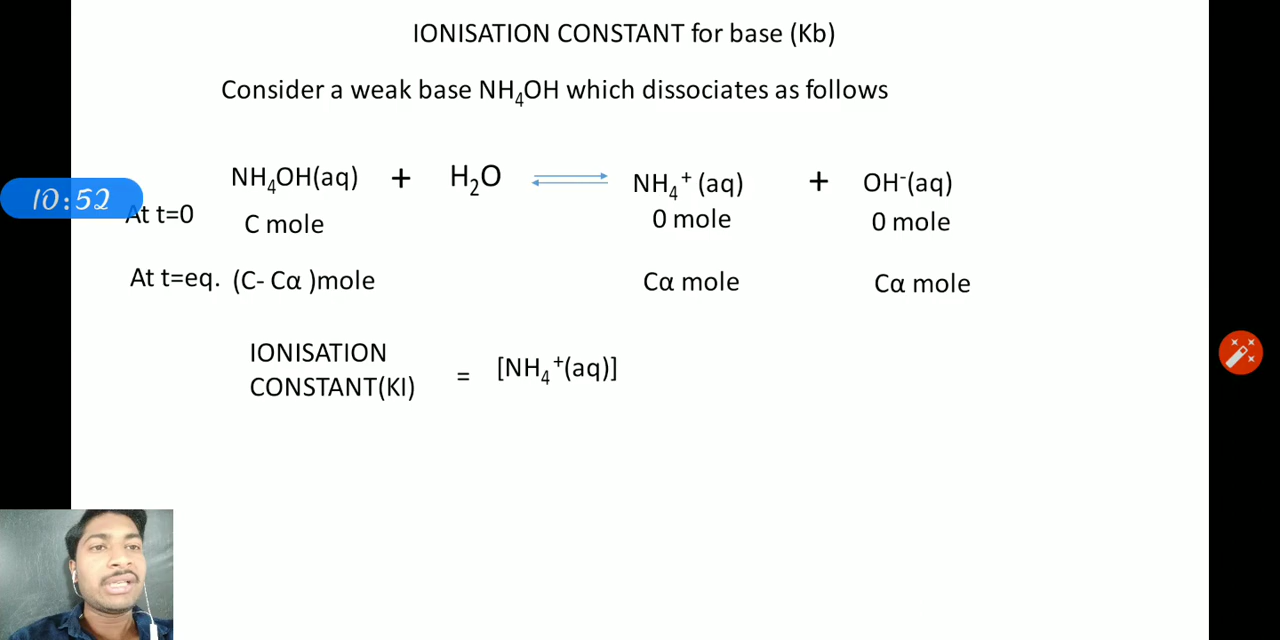 IONISATION CONSTANT for base (Kb)
Consider a weak base NH₄OH which dissociates as follows
NH₄OH(aq) + H₂O ⇌ NH₄⁺ (aq) + OH⁻(aq)
10:52
At t=0 C mole 0 mole 0 mole
At t=eq. (C- Cα )mole Cα mole Cα mole
IONISATION
CONSTANT(KI) = [NH₄⁺(aq)]